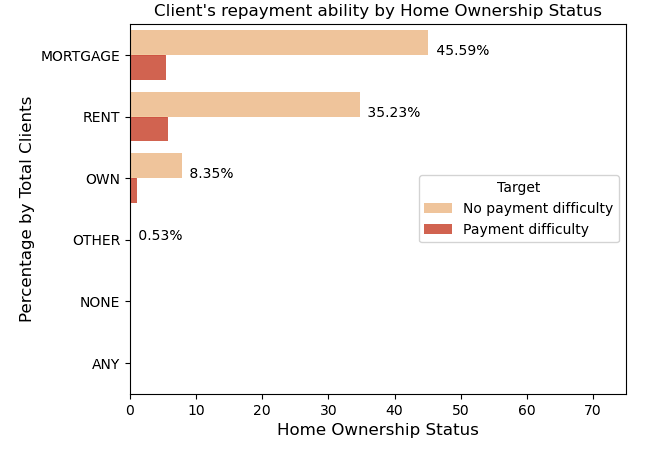 Client's repayment ability by Home Ownership Status
Percentage by Total Clients
MORTGAGE
45.59%
RENT
35.23%
OWN
8.35%
OTHER
0.53%
NONE
ANY
Target
No payment difficulty
Payment difficulty
0 10 20 30 40 50 60 70
Home Ownership Status